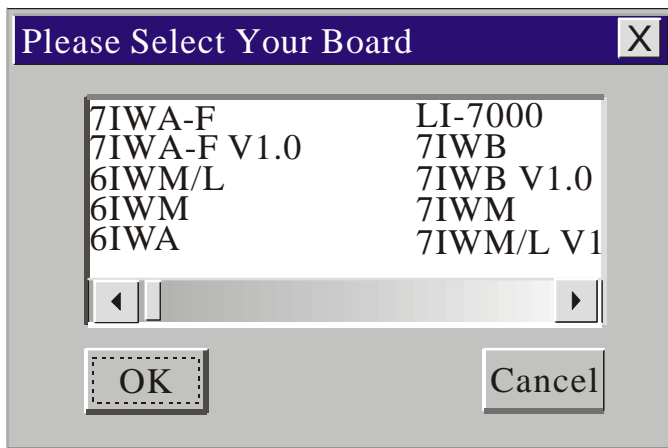 Please Select Your Board
X
7IWA-F
7IWA-F V1.0
6IWM/L
6IWM
6IWA
LI-7000
7IWB
7IWB V1.0
7IWM
7IWM/L V1
OK
Cancel